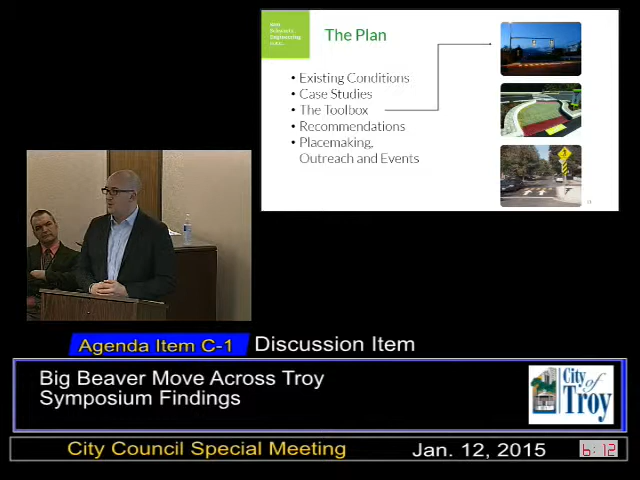 The Plan
• Existing Conditions
• Case Studies
• The Toolbox
• Recommendations
• Placemaking,
Outreach and Events
Agenda Item C-1
Discussion Item
Big Beaver Move Across Troy
Symposium Findings
City of
Troy
City Council Special Meeting
Jan. 12, 2015
6:12